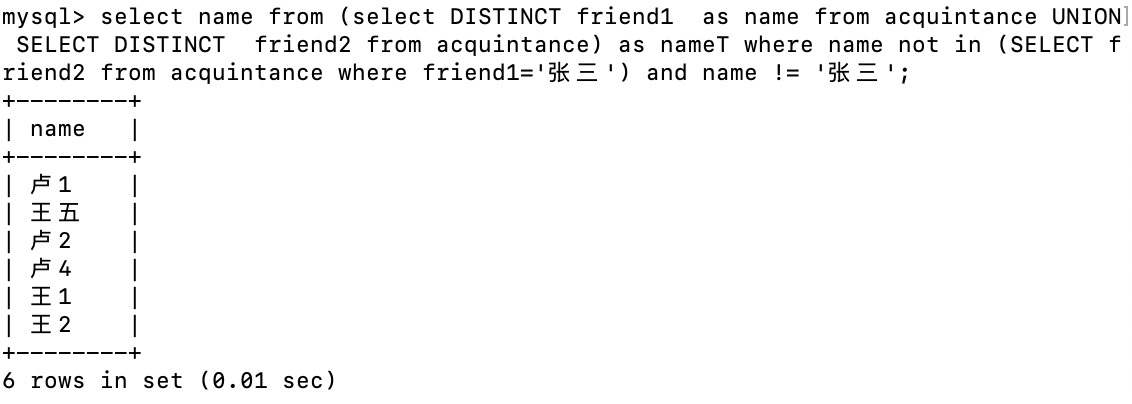 mysql> select name from (select DISTINCT friend1  as name from acquintance UNION
 SELECT DISTINCT  friend2 from acquintance) as nameT where name not in (SELECT f
riend2 from acquintance where friend1='张三') and name != '张三';
+--------+
| name   |
+--------+
| 卢1    |
| 王五   |
| 卢2    |
| 卢4    |
| 王1    |
| 王2    |
+--------+
6 rows in set (0.01 sec)